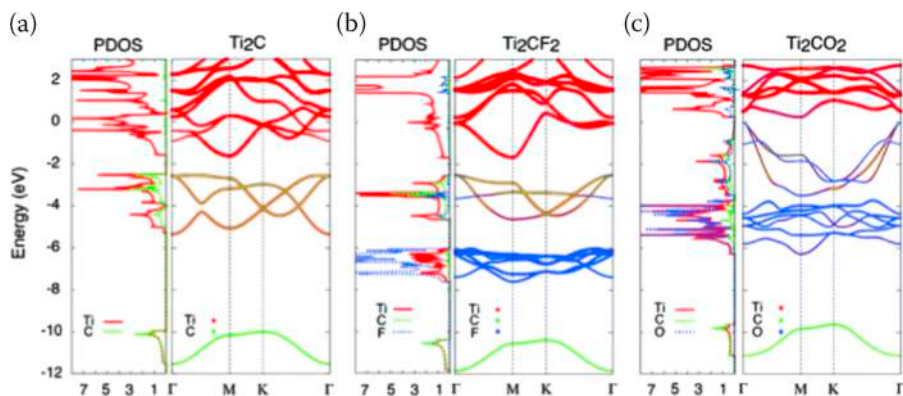 (a)
PDOS
Ti2C
(b)
PDOS
Ti2CF2
(c)
PDOS
Ti2CO2
Energy (eV)
2
0
-2
-4
-6
-8
-10
-12
Ti
C
Ti
C
Ti
C
F
Ti
C
F
Ti
C
O
Ti
C
O
7 5 3 1 Γ M K Γ 7 5 3 1 Γ M K Γ 7 5 3 1 Γ M K Γ